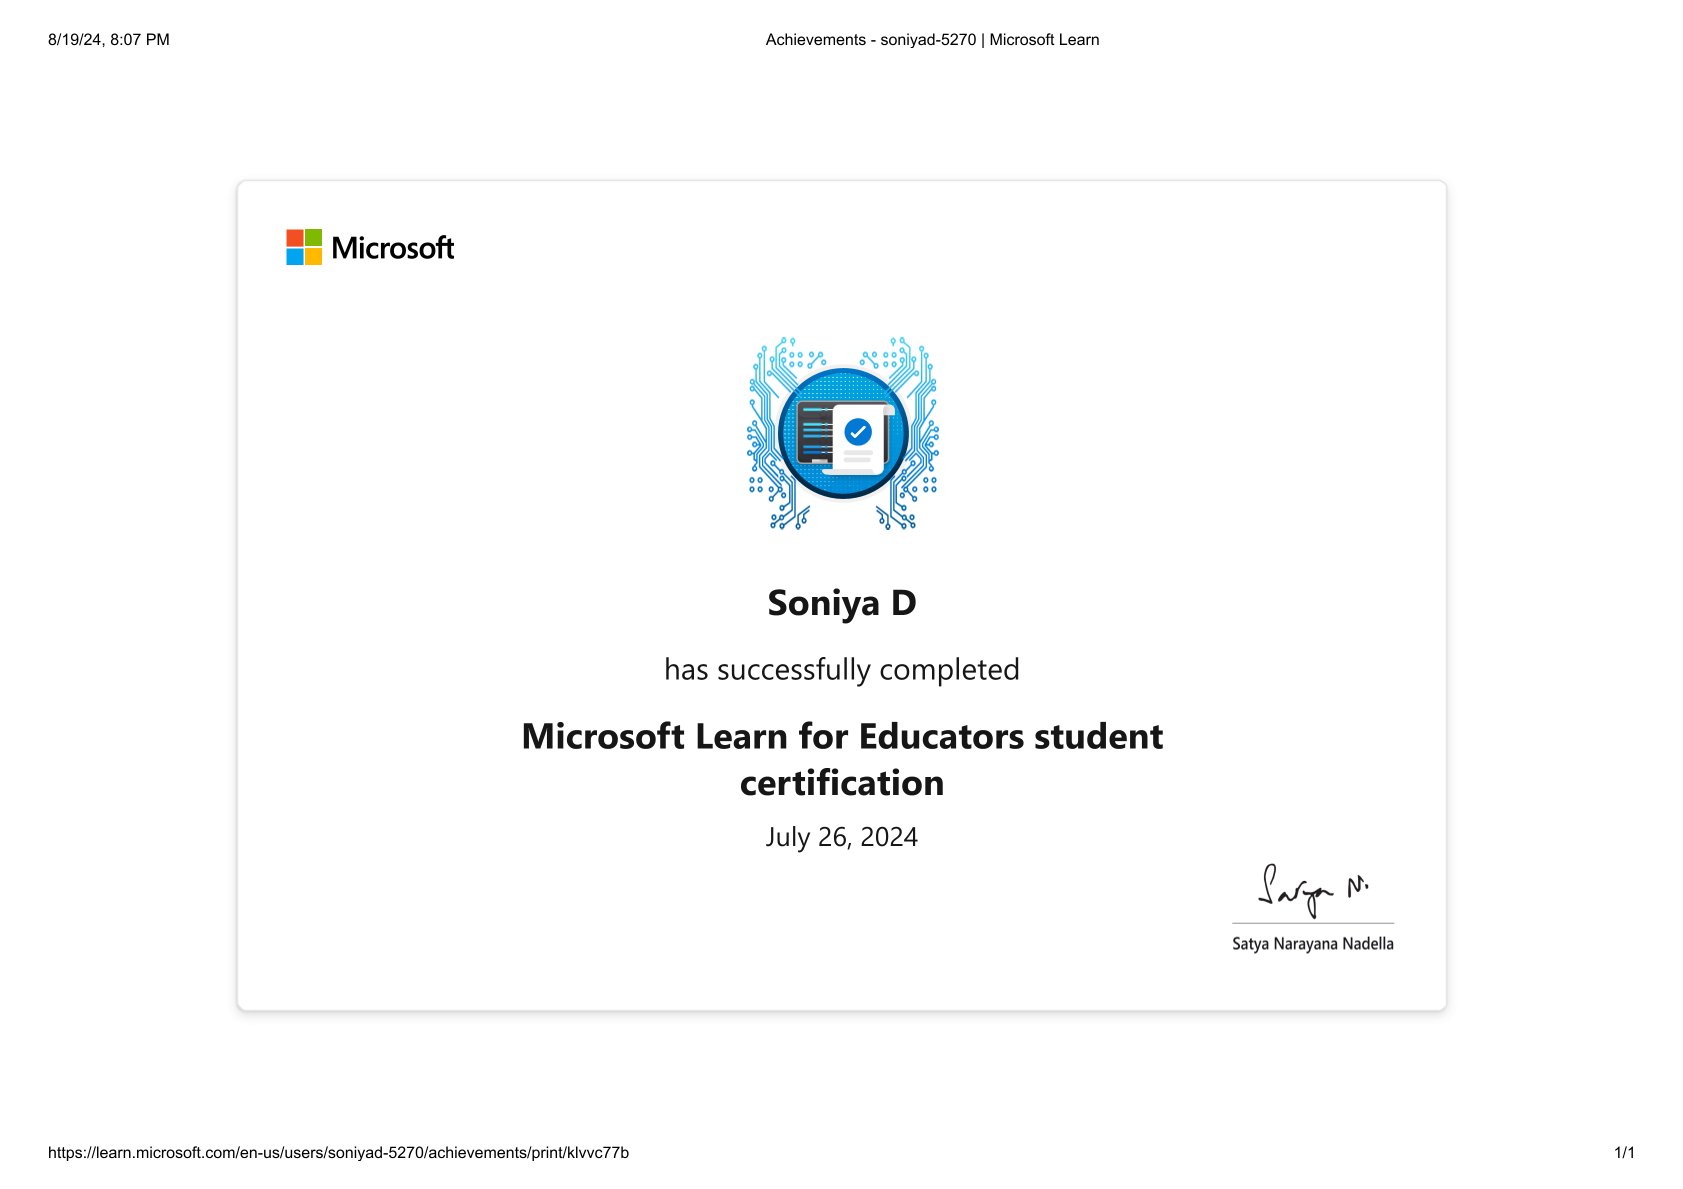 8/19/24, 8:07 PM
Achievements - soniyad-5270 | Microsoft Learn
Microsoft
Soniya D
has successfully completed
Microsoft Learn for Educators student
certification
July 26, 2024
Satya N.
Satya Narayana Nadella
https://learn.microsoft.com/en-us/users/soniyad-5270/achievements/print/klvvc77b
1/1